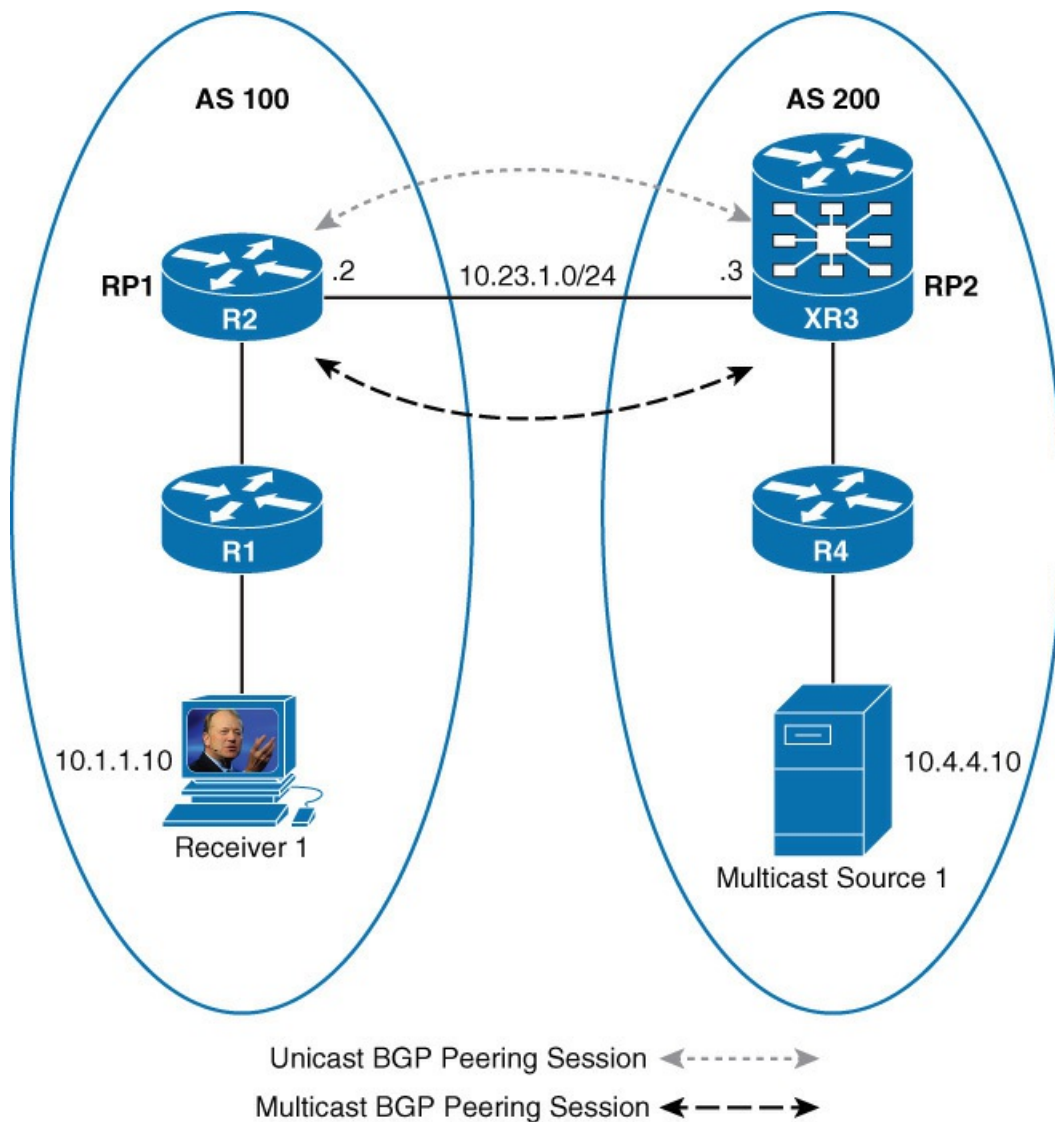 AS 100
AS 200
.2
10.23.1.0/24
.3
RP1
RP2
R2
XR3
R1
R4
10.1.1.10
10.4.4.10
Receiver 1
Multicast Source 1
Unicast BGP Peering Session
Multicast BGP Peering Session